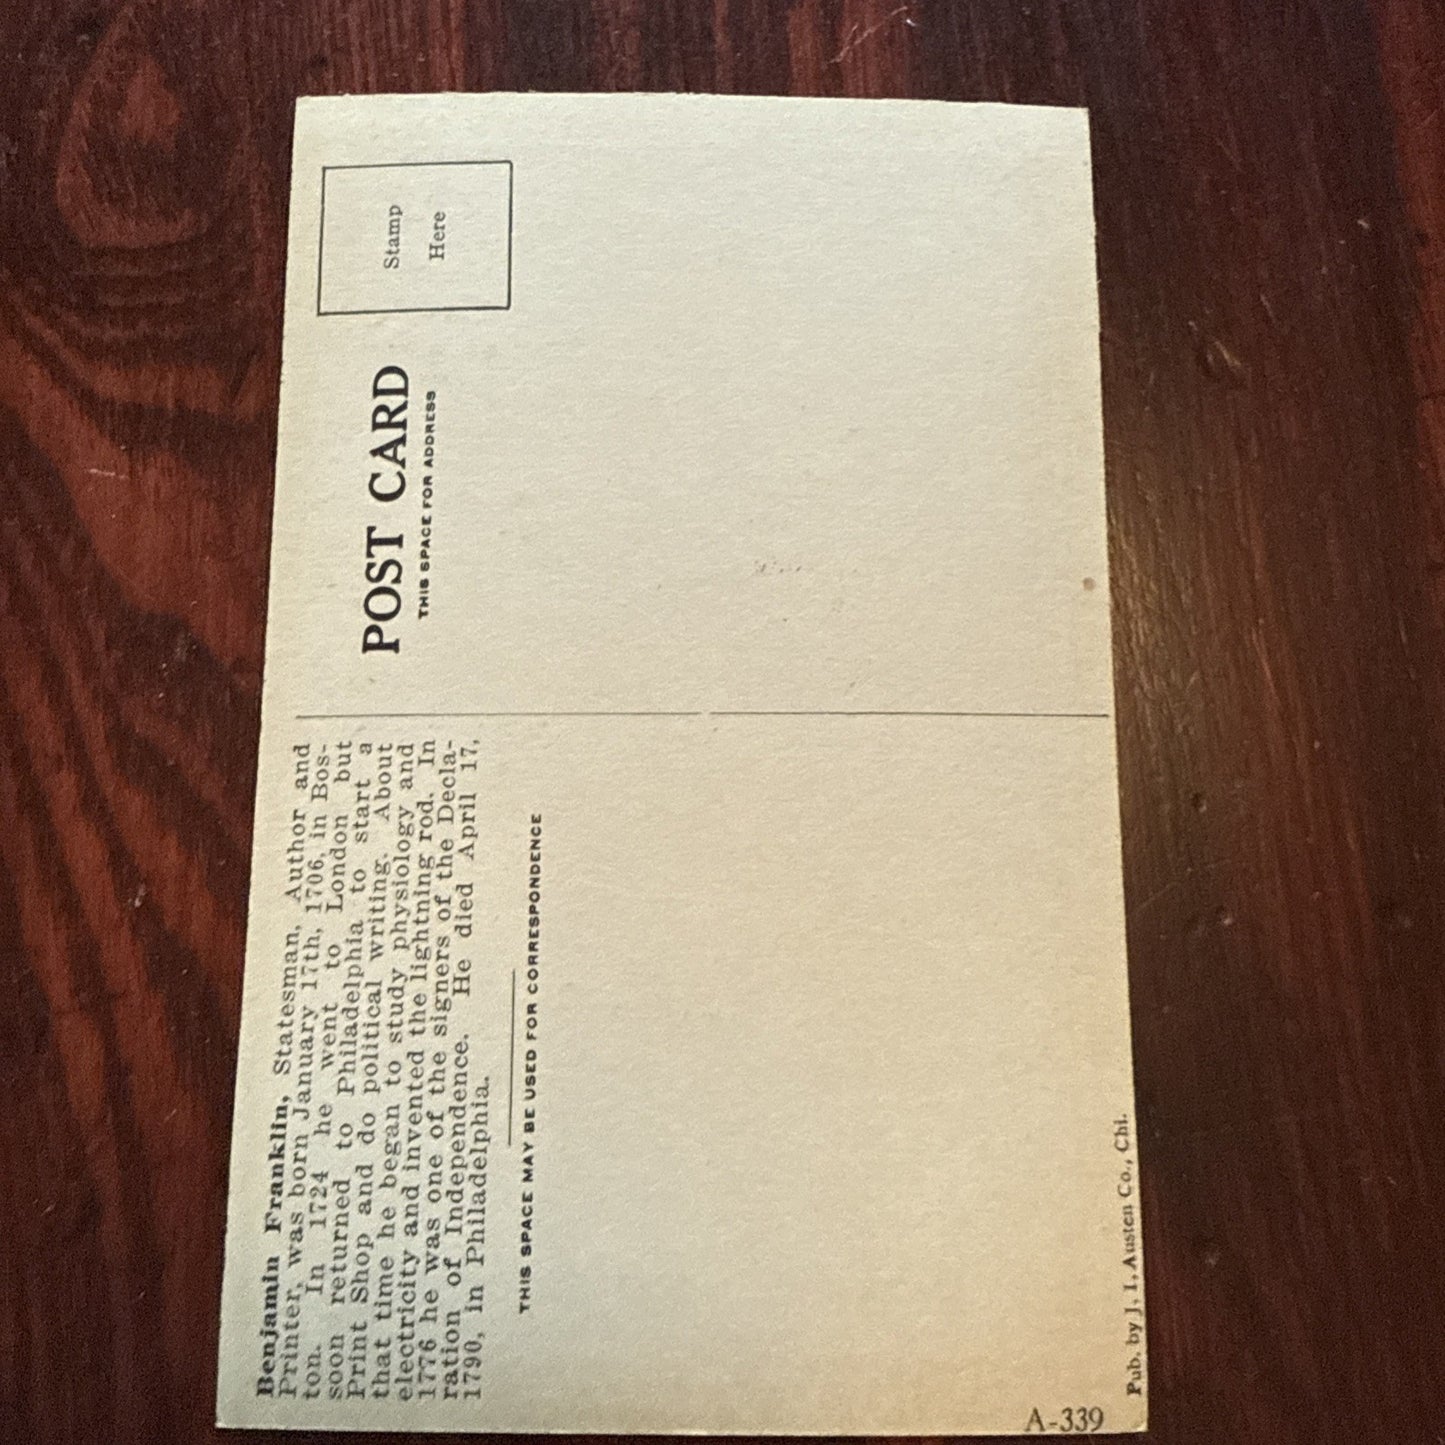 Benjamin Franklin, Statesman, Author and
Printer, was born January 17th, 1706, in Bos-
ton. In 1724 he went to London but
soon returned to Philadelphia to start a
Print Shop and do political writing. About
that time he began to study physiology and
electricity and invented the lightning rod. In
1776 he was one of the signers of the Decla-
ration of Independence. He died April 17,
1790, in Philadelphia.
THIS SPACE MAY BE USED FOR CORRESPONDENCE
POST CARD
THIS SPACE FOR ADDRESS
Stamp
Here
A-339
Pub. by J. I. Austen Co., Chi.